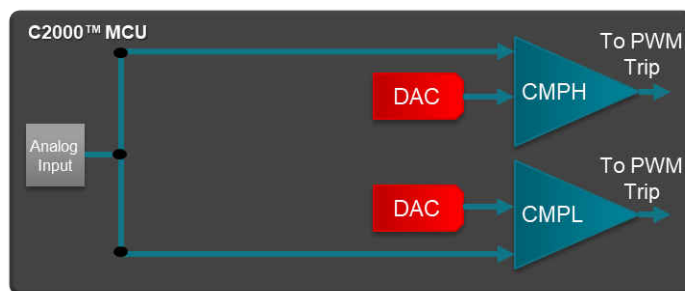 C2000™ MCU
To PWM
Trip
DAC
CMPH
Analog
Input
To PWM
Trip
DAC
CMPL